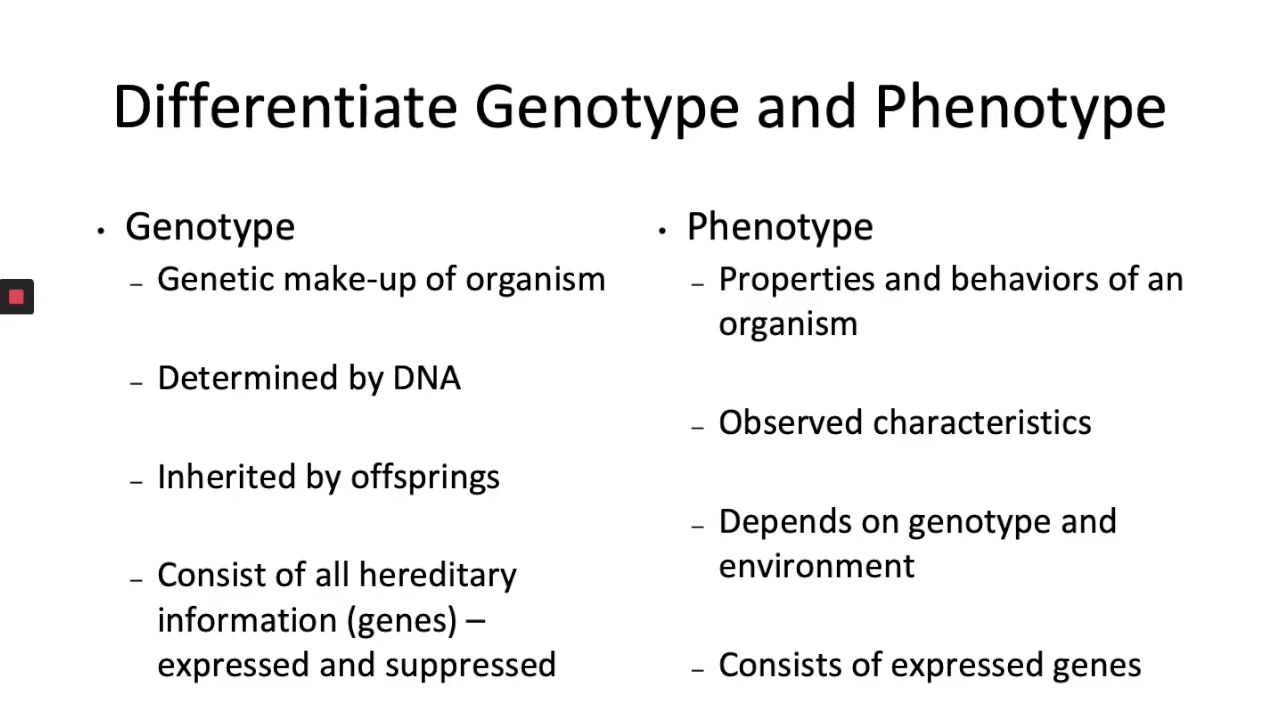 Differentiate Genotype and Phenotype
• Genotype
– Genetic make-up of organism
– Determined by DNA
– Inherited by offsprings
– Consist of all hereditary
information (genes) –
expressed and suppressed
• Phenotype
– Properties and behaviors of an
organism
– Observed characteristics
– Depends on genotype and
environment
– Consists of expressed genes